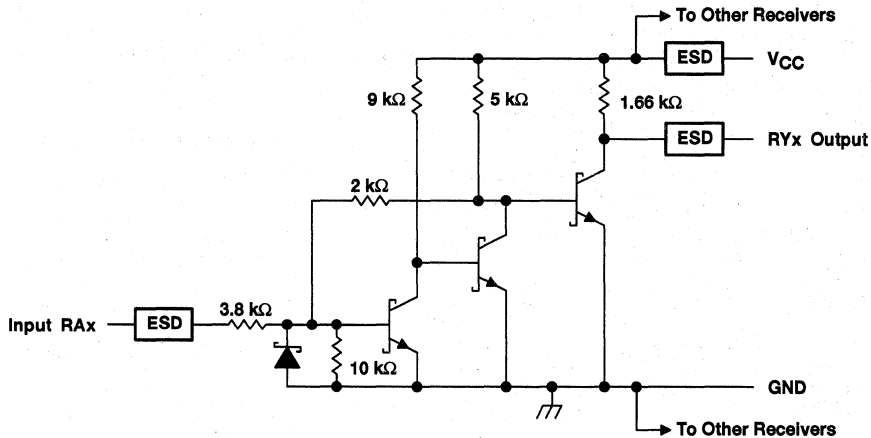 To Other Receivers
ESD
VCC
9 kΩ
5 kΩ
1.66 kΩ
ESD
RYx Output
2 kΩ
Input RAx
ESD
3.8 kΩ
10 kΩ
GND
To Other Receivers